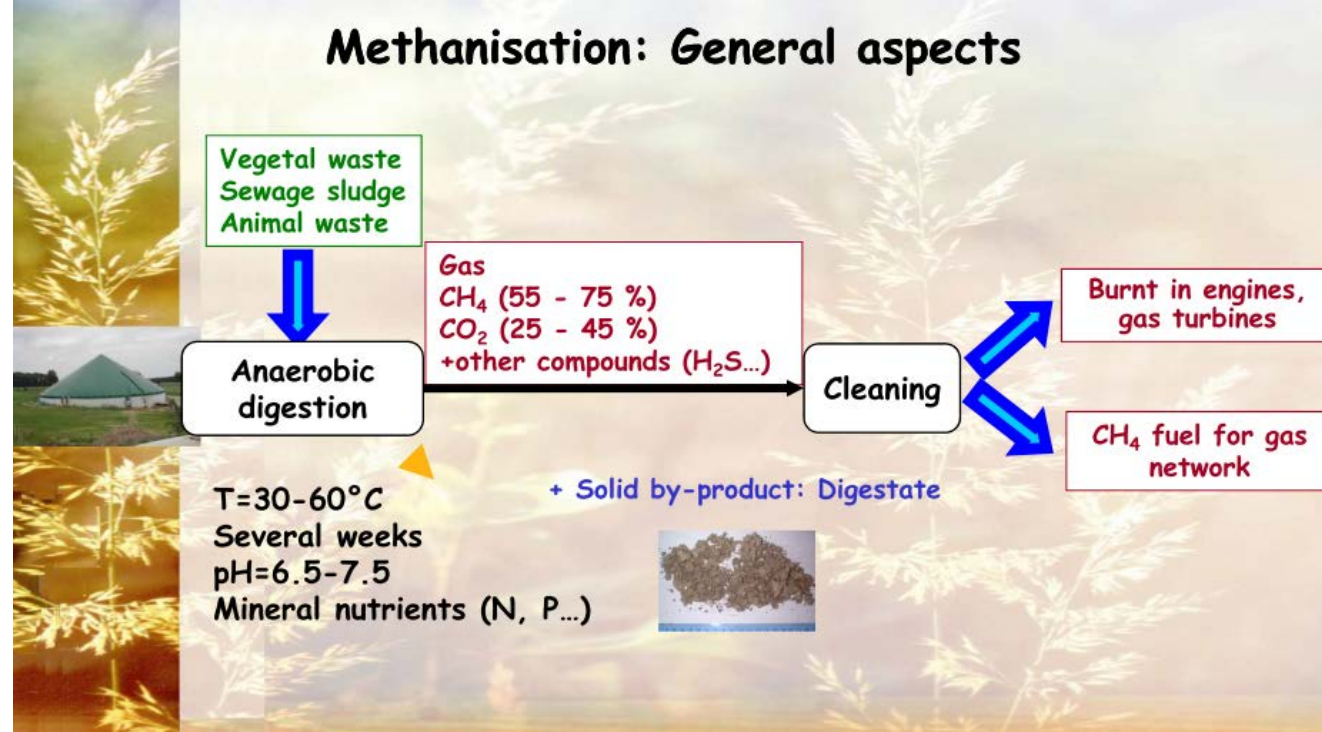 Methanisation: General aspects
Vegetal waste
Sewage sludge
Animal waste
Gas
CH₄ (55 - 75 %)
CO₂ (25 - 45 %)
+other compounds (H₂S…)
Anaerobic
digestion
Cleaning
Burnt in engines,
gas turbines
CH₄ fuel for gas
network
T=30-60°C
Several weeks
pH=6.5-7.5
Mineral nutrients (N, P…)
+ Solid by-product: Digestate